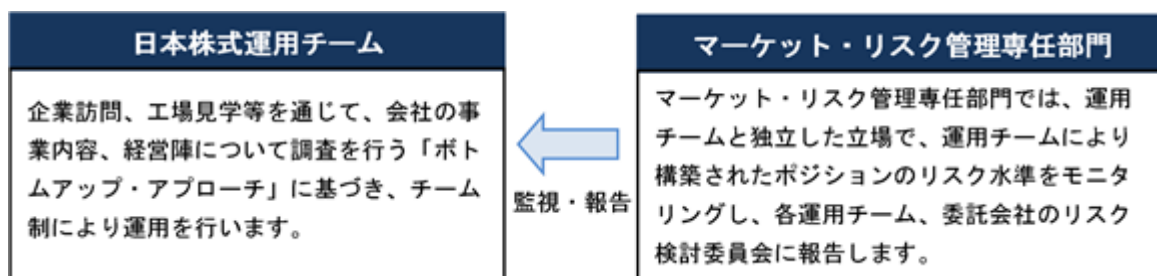 日本株式運用チーム
企業訪問、工場見学等を通じて、会社の事
業内容、経営陣について調査を行う「ボト
ムアップ・アプローチ」に基づき、チーム
制により運用を行います。
監視・報告
マーケット・リスク管理専任部門
マーケット・リスク管理専任部門では、運用
チームと独立した立場で、運用チームにより
構築されたポジションのリスク水準をモニタ
リングし、各運用チーム、委託会社のリスク
検討委員会に報告します。